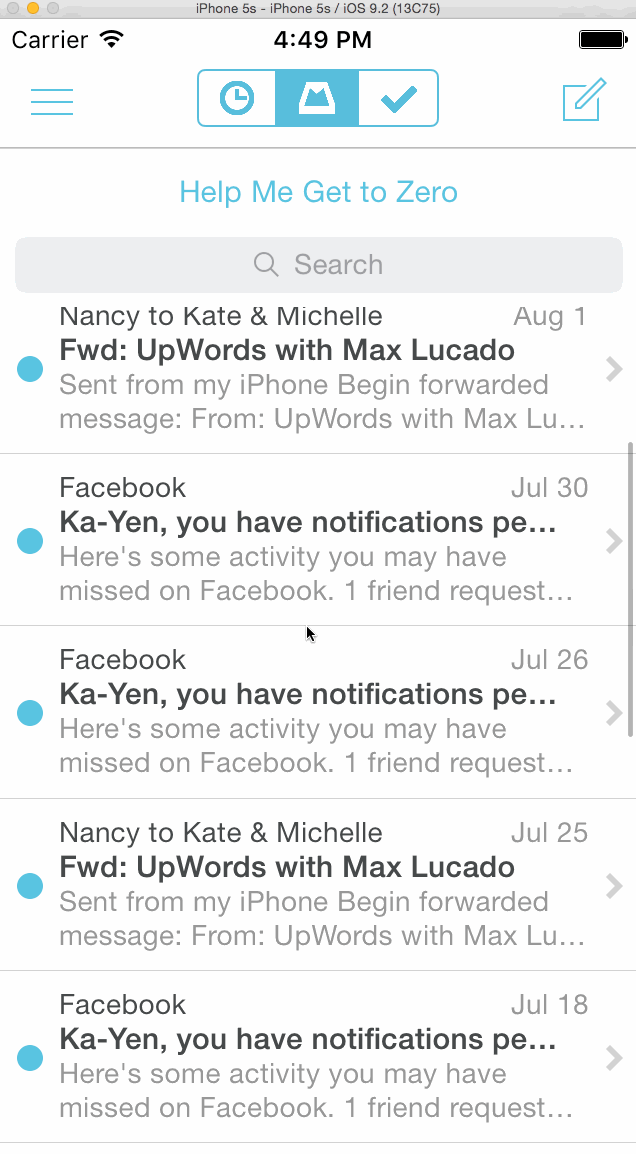 iPhone 5s - iPhone 5s / iOS 9.2 (13C75)
Carrier 4:49 PM
Help Me Get to Zero
Search
Nancy to Kate & Michelle Aug 1
Fwd: UpWords with Max Lucado
Sent from my iPhone Begin forwarded
message: From: UpWords with Max Lu…
Facebook Jul 30
Ka-Yen, you have notifications pe…
Here's some activity you may have
missed on Facebook. 1 friend request…
Facebook Jul 26
Ka-Yen, you have notifications pe…
Here's some activity you may have
missed on Facebook. 1 friend request…
Nancy to Kate & Michelle Jul 25
Fwd: UpWords with Max Lucado
Sent from my iPhone Begin forwarded
message: From: UpWords with Max Lu…
Facebook Jul 18
Ka-Yen, you have notifications pe…
Here's some activity you may have
missed on Facebook. 1 friend request…